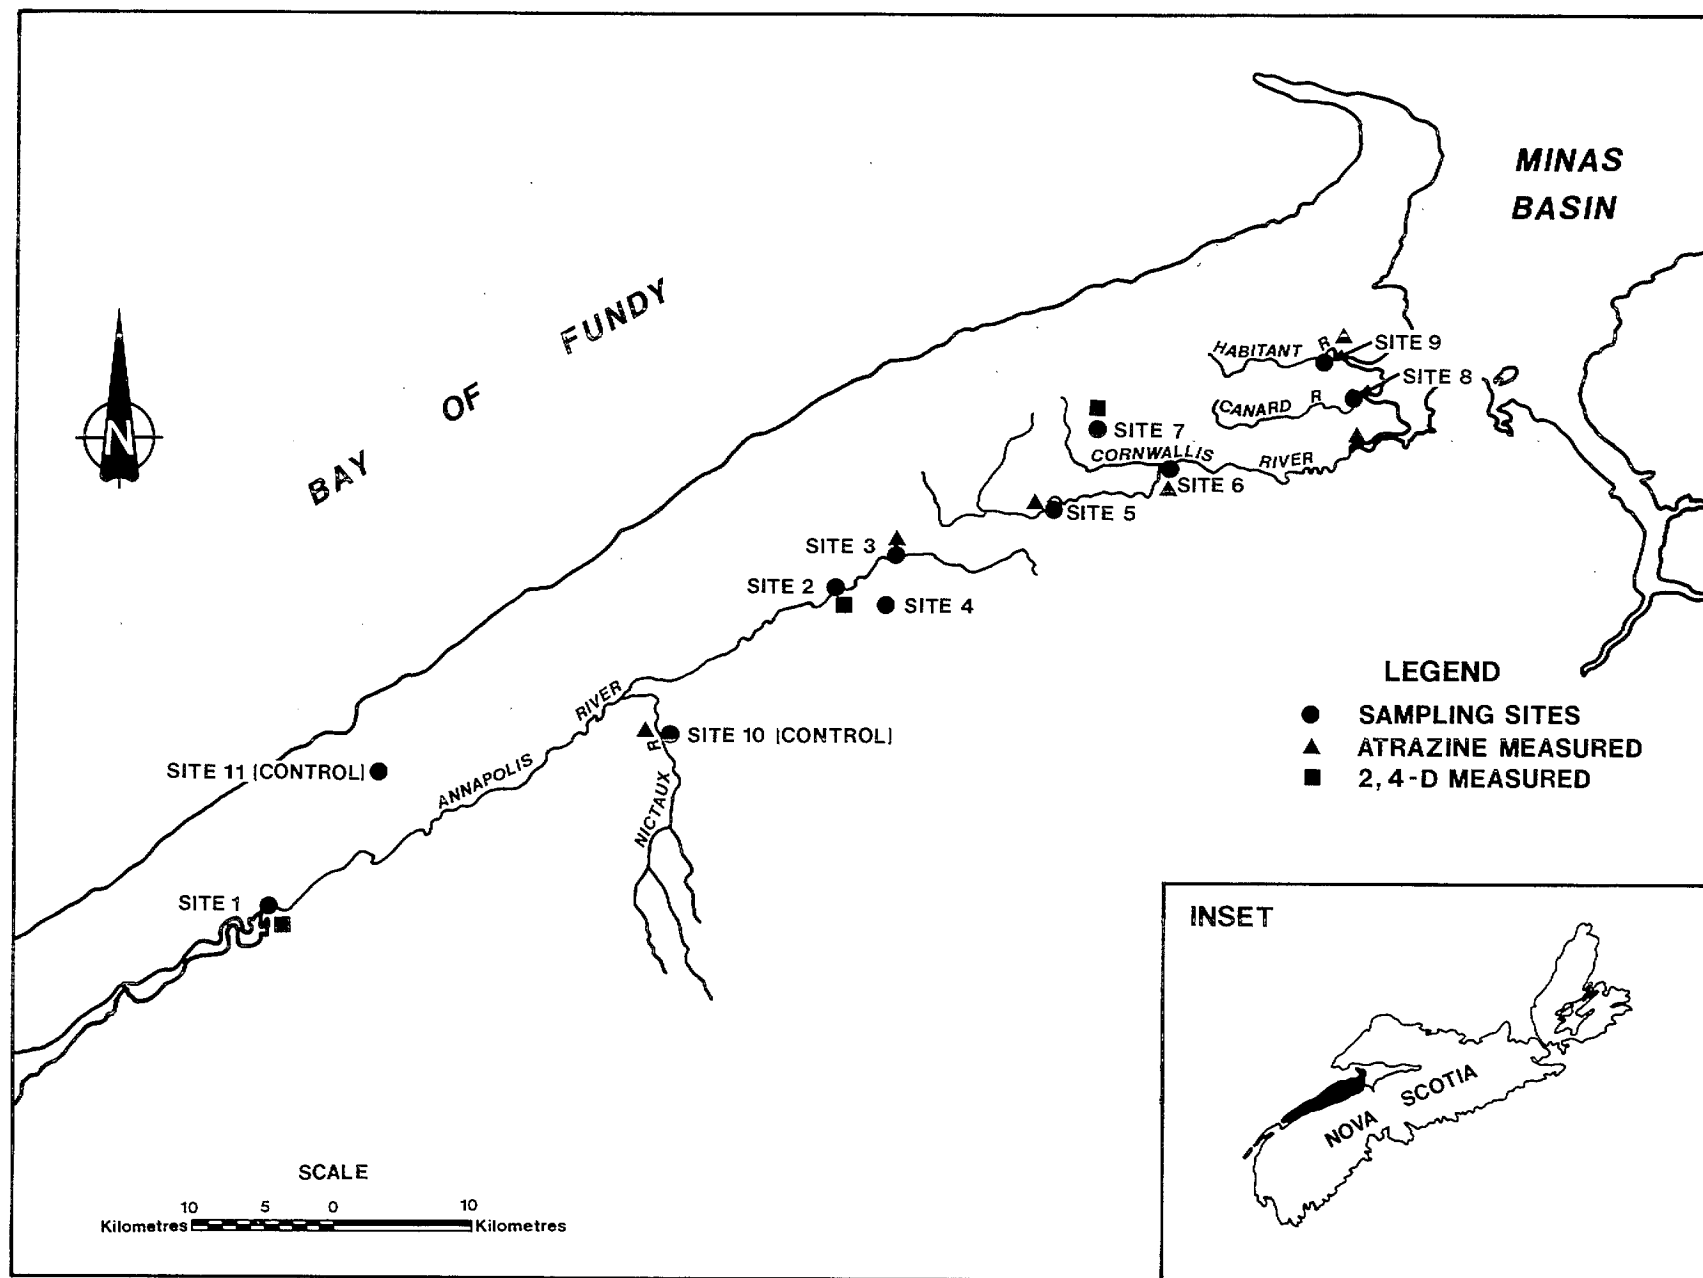 MINAS
BASIN
BAY OF FUNDY
N
HABITANT R
SITE 9
SITE 8
CANARD R
SITE 7
CORNWALLIS RIVER
SITE 6
SITE 5
SITE 3
SITE 2
SITE 4
ANNAPOLIS RIVER
SITE 10 (CONTROL)
SITE 11 (CONTROL)
NICTAUX R
SITE 1
LEGEND
SAMPLING SITES
ATRAZINE MEASURED
2,4-D MEASURED
INSET
NOVA SCOTIA
SCALE
10 5 0 10
Kilometres Kilometres